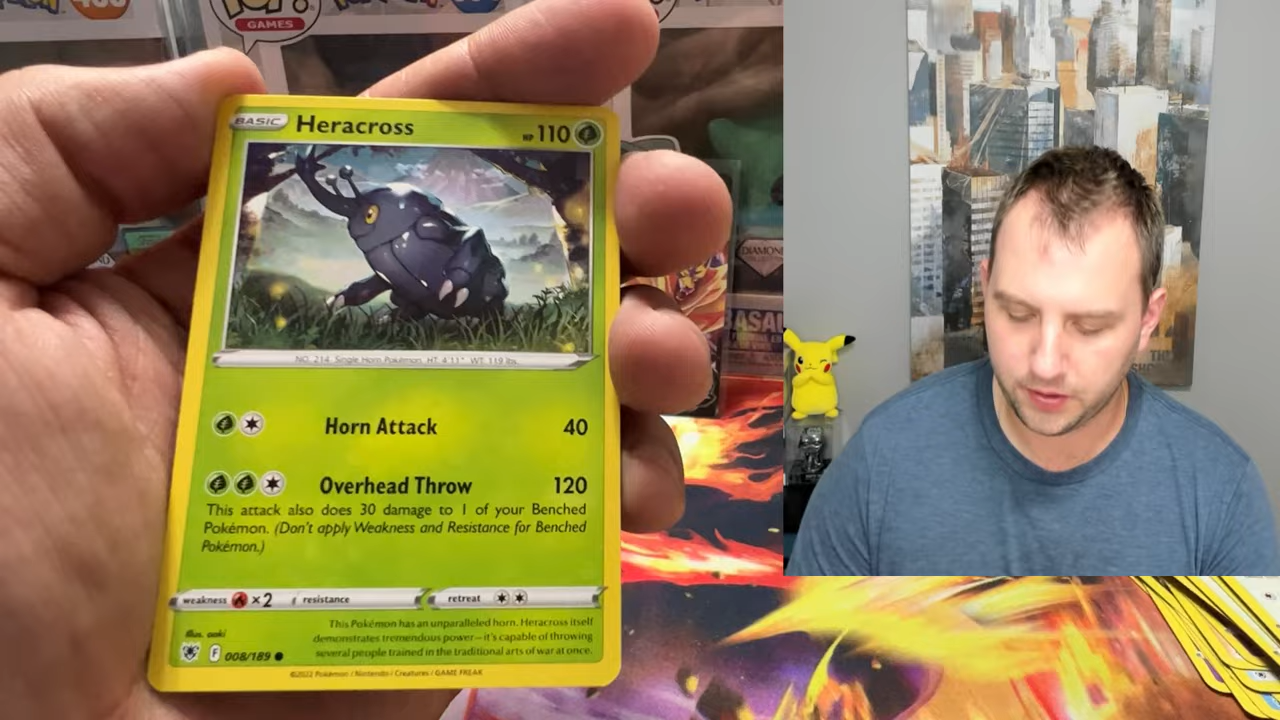 GAMES
BASIC Heracross HP 110
NO. 214 Single Horn Pokémon HT: 4'11" WT: 119 lbs.
Horn Attack 40
Overhead Throw 120
This attack also does 30 damage to 1 of your Benched
Pokémon. (Don't apply Weakness and Resistance for Benched
Pokémon.)
weakness ×2 resistance retreat
This Pokémon has an unparalleled horn. Heracross itself
demonstrates tremendous power—it's capable of throwing
several people trained in the traditional arts of war at once.
Illus. aoki
F 008/189
©2022 Pokémon / Nintendo / Creatures / GAME FREAK
DIAMOND